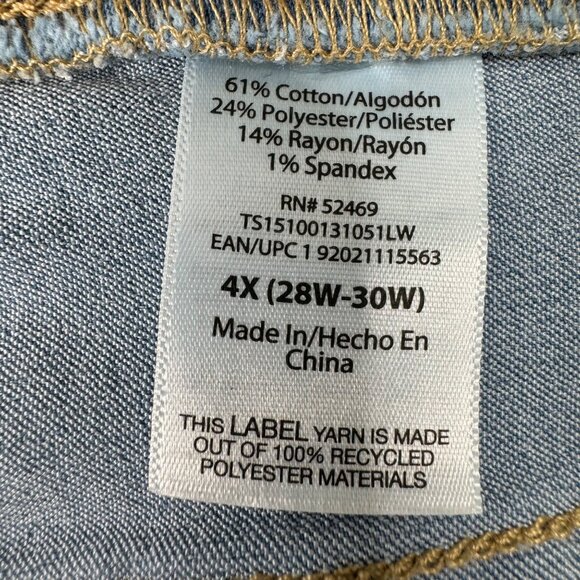 61% Cotton/Algodón
24% Polyester/Poliéster
14% Rayon/Rayón
1% Spandex
RN# 52469
TS15100131051LW
EAN/UPC 1 92021115563
4X (28W-30W)
Made In/Hecho En
China
THIS LABEL YARN IS MADE
OUT OF 100% RECYCLED
POLYESTER MATERIALS